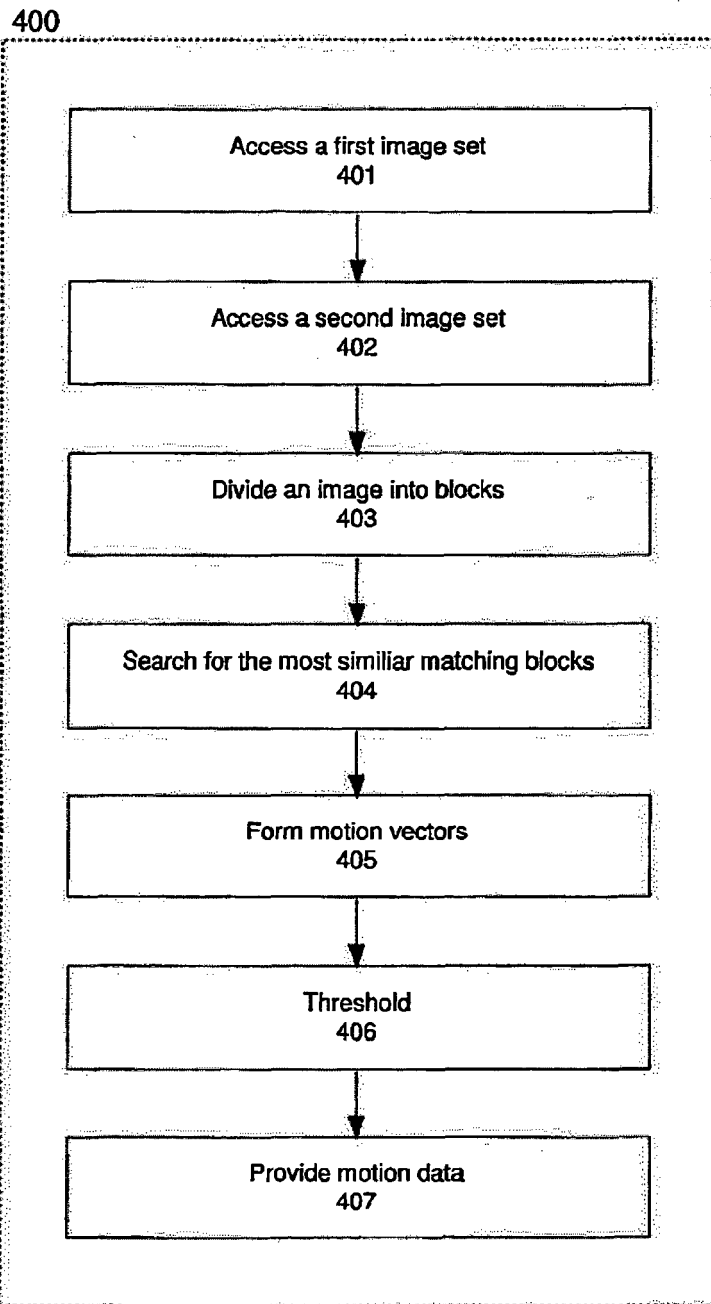 400
Access a first image set
401
Access a second image set
402
Divide an image into blocks
403
Search for the most similiar matching blocks
404
Form motion vectors
405
Threshold
406
Provide motion data
407